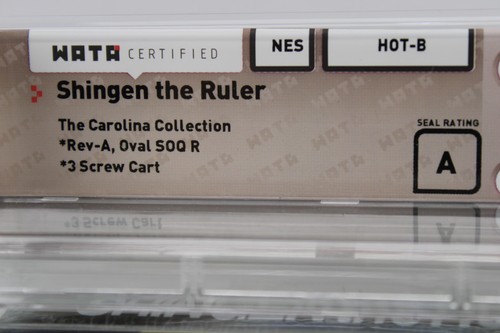 WATA CERTIFIED NES HOT-B
Shingen the Ruler
The Carolina Collection
*Rev-A, Oval SOQ R
*3 Screw Cart
SEAL RATING
A